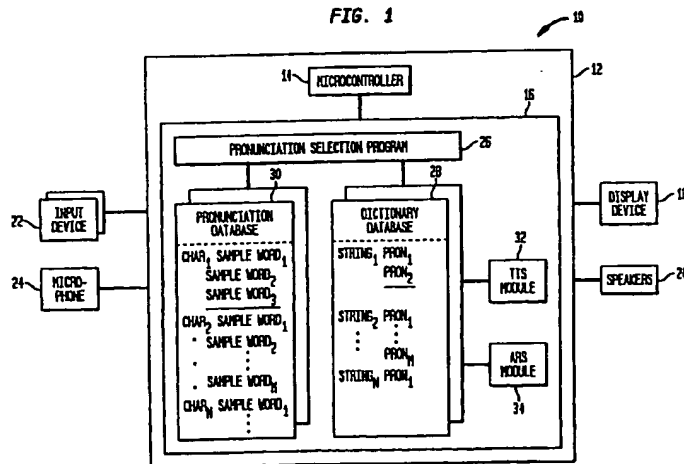 FIG. 1
10
12
14
MICROCONTROLLER
16
PRONUNCIATION SELECTION PROGRAM
26
30
28
PRONUNCIATION DATABASE
CHAR1 SAMPLE WORD1
SAMPLE WORD2
SAMPLE WORD3
CHAR2 SAMPLE WORD1
SAMPLE WORD2
SAMPLE WORDM
CHARN SAMPLE WORD1
DICTIONARY DATABASE
STRING1 PRON1
PRON2
STRING2 PRON1
PRONM
STRINGN PRON1
32
TTS MODULE
ARS MODULE
34
22
INPUT DEVICE
24
MICRO-
PHONE
DISPLAY DEVICE
SPEAKERS